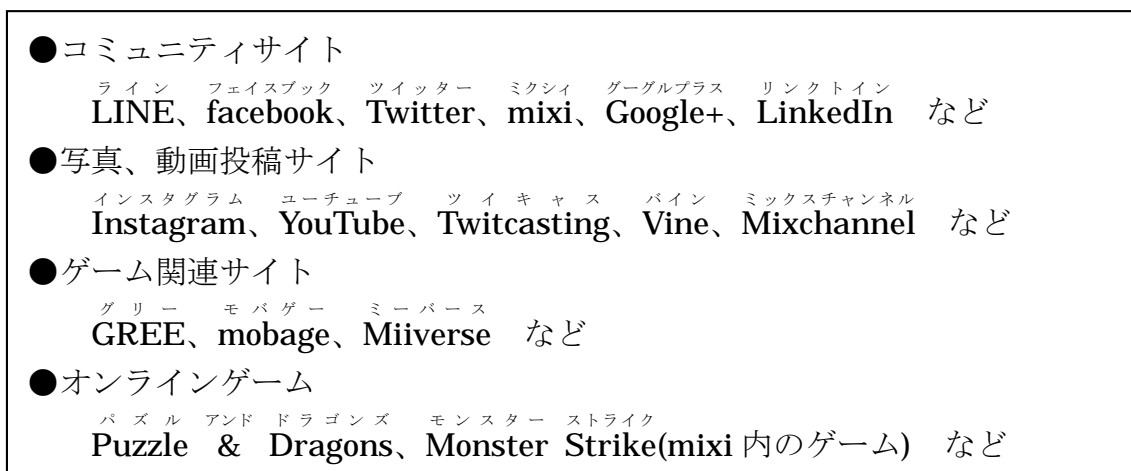 ●コミュニティサイト
ライン フェイスブック ツイッター ミクシィ グーグルプラス リンクトイン
LINE、facebook、Twitter、mixi、Google+、LinkedIn など
●写真、動画投稿サイト
インスタグラム ユーチューブ ツイキャス バイン ミックスチャンネル
Instagram、YouTube、Twitcasting、Vine、Mixchannel など
●ゲーム関連サイト
グリー モバゲー ミーバース
GREE、mobage、Miiverse など
●オンラインゲーム
パズル アンド ドラゴンズ モンスター ストライク
Puzzle & Dragons、Monster Strike(mixi 内のゲーム) など